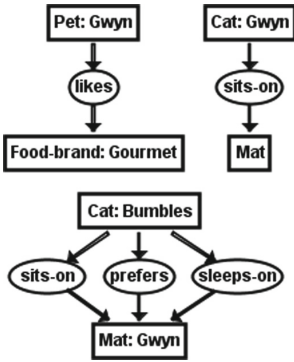 Pet: Gwyn
Cat: Gwyn
likes
sits-on
Food-brand: Gourmet
Mat
Cat: Bumbles
sits-on
prefers
sleeps-on
Mat: Gwyn